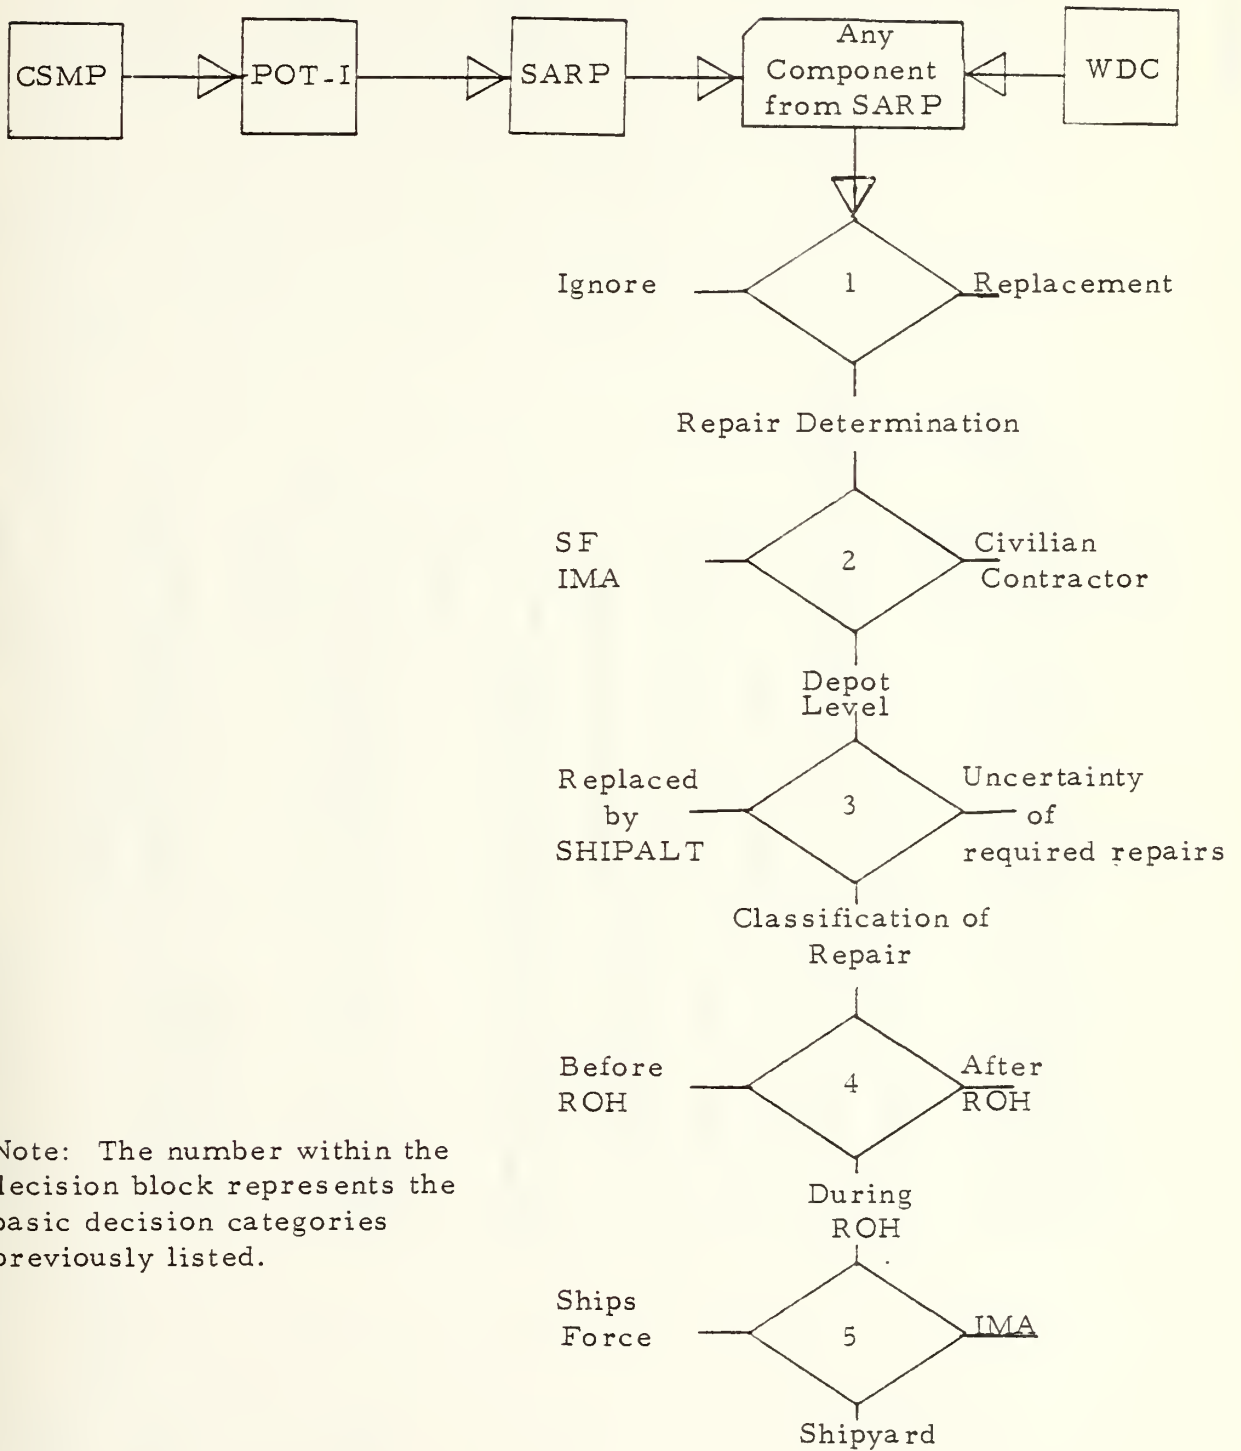 CSMP
POT-I
SARP
Any
Component
from SARP
WDC
Ignore
1
Replacement
Repair Determination
SF
IMA
2
Civilian
Contractor
Depot
Level
Replaced
by
SHIPALT
3
Uncertainty
of
required repairs
Classification of
Repair
Before
ROH
4
After
ROH
Note: The number within the
decision block represents the
basic decision categories
previously listed.
During
ROH
Ships
Force
5
IMA
Shipyard